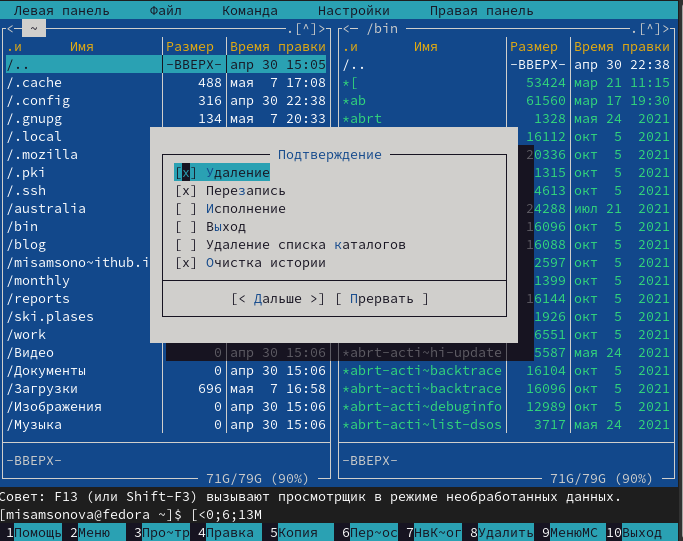 Левая панель Файл Команда Настройки Правая панель
<─ ~ .[^]> <─ /bin .[^]>
.и Имя Размер Время правки .и Имя Размер Время правки
/.. -ВВЕРХ- апр 30 15:05 /.. -ВВЕРХ- апр 30 22:38
/.cache 488 мая 7 17:08 *[ 53424 мар 21 11:15
/.config 316 апр 30 22:38 *ab 61560 мар 17 19:30
/.gnupg 134 мая 7 20:33 *abrt 1328 мая 24 2021
/.local 16112 окт 5 2021
/.mozilla Подтверждение 20336 окт 5 2021
/.pki [x] Удаление 1315 окт 5 2021
/.ssh [x] Перезапись 4613 окт 5 2021
/australia [ ] Исполнение 24288 июл 21 2021
/bin [ ] Выход 16096 окт 5 2021
/blog [ ] Удаление списка каталогов 16088 окт 5 2021
/misamsono~ithub.i [x] Очистка истории 2597 окт 5 2021
/monthly 1399 окт 5 2021
/reports [< Дальше >] [ Прервать ] 16144 окт 5 2021
/ski.plases 1926 окт 5 2021
/work 6551 окт 5 2021
/Видео 0 апр 30 15:06 *abrt-acti~hi-update 5587 мая 24 2021
/Документы 0 апр 30 15:06 *abrt-acti~backtrace 16104 окт 5 2021
/Загрузки 696 мая 7 16:58 *abrt-acti~backtrace 16096 окт 5 2021
/Изображения 0 апр 30 15:06 *abrt-acti~debuginfo 12989 окт 5 2021
/Музыка 0 апр 30 15:06 *abrt-acti~list-dsos 3717 мая 24 2021
-ВВЕРХ- -ВВЕРХ-
71G/79G (90%) 71G/79G (90%)
Совет: F13 (или Shift-F3) вызывают просмотрщик в режиме необработанных данных.
[misamsonova@fedora ~]$ [<0;6;13M
1Помощь 2Меню 3Про~тр 4Правка 5Копия 6Пер~ос 7НвК~ог 8Удалить 9МенюМС 10Выход